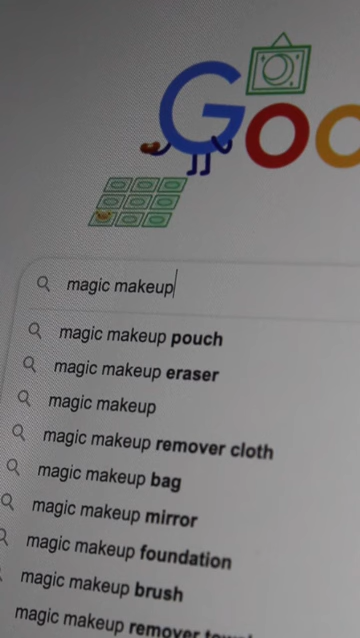 Goo
magic makeup
magic makeup pouch
magic makeup eraser
magic makeup
magic makeup remover cloth
magic makeup bag
magic makeup mirror
magic makeup foundation
magic makeup brush
magic makeup remover